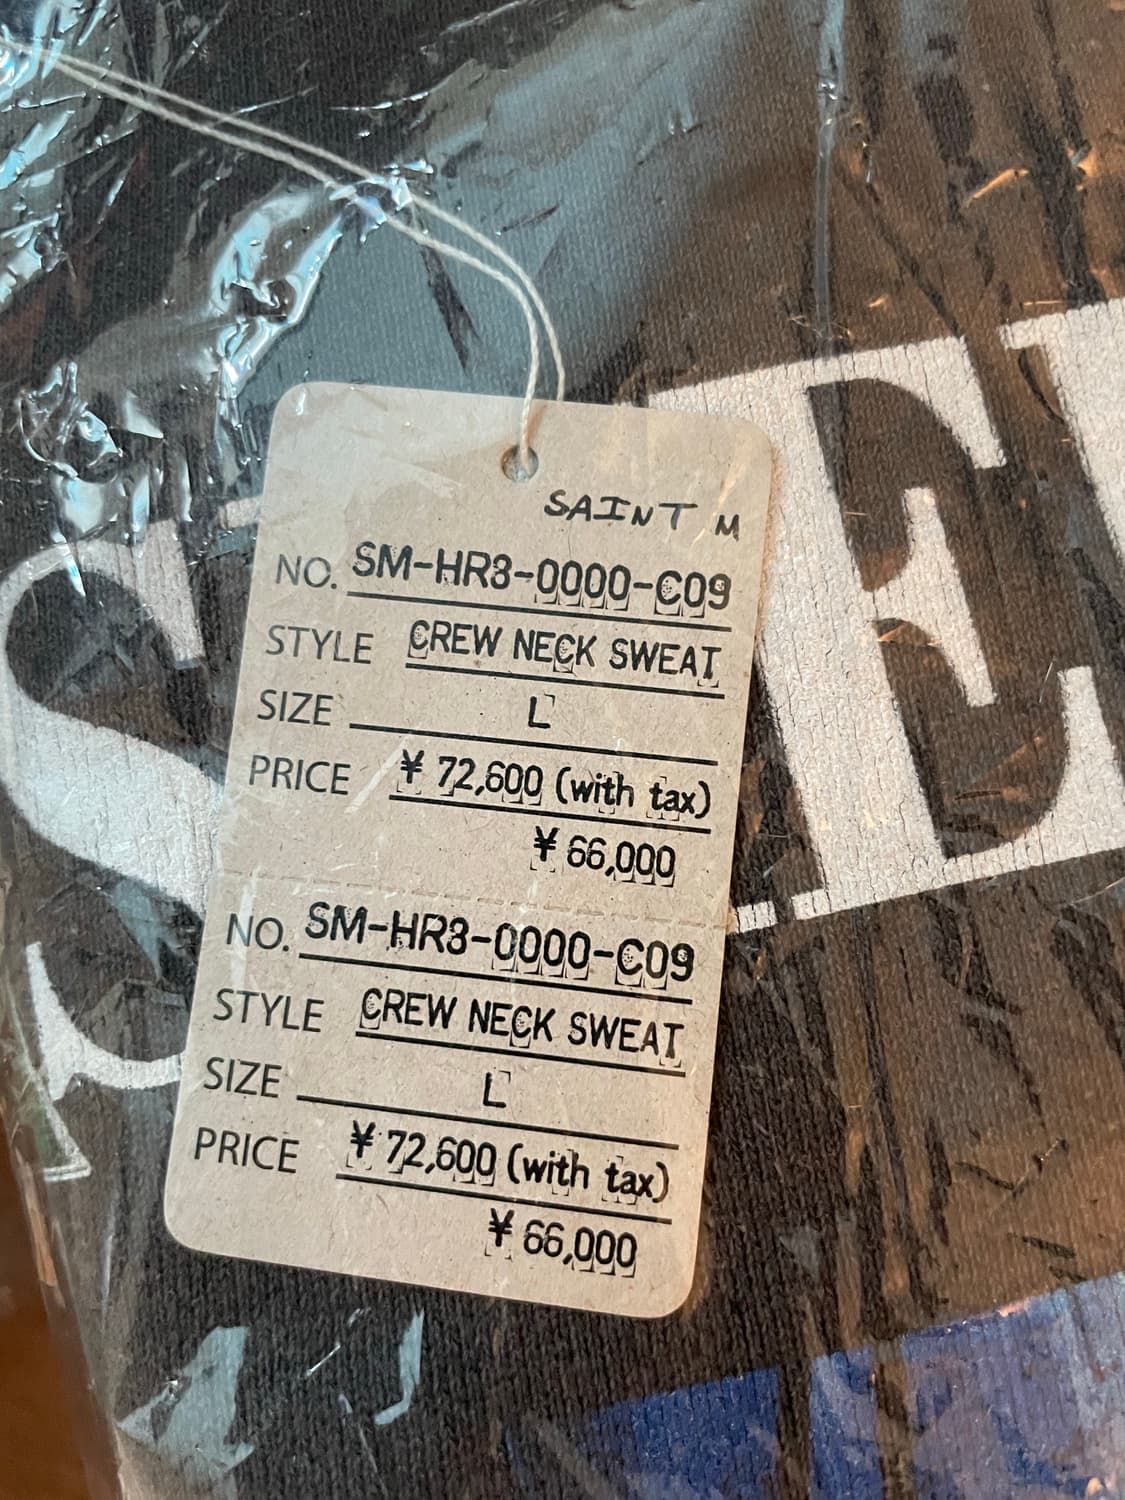 SAINT M
NO. SM-HR3-0000-C09
STYLE CREW NECK SWEAT
SIZE L
PRICE ¥ 72,600 (with tax)
¥ 66,000
NO. SM-HR3-0000-C09
STYLE CREW NECK SWEAT
SIZE L
PRICE ¥ 72,600 (with tax)
¥ 66,000